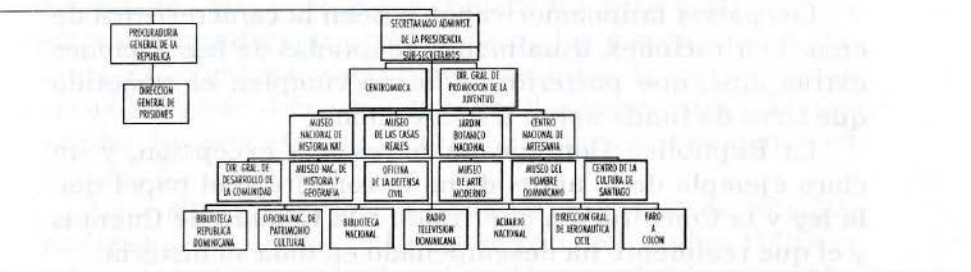 PROCURADURIA
GENERAL DE LA
REPUBLICA
SECRETARIADO ADMINIST.
DE LA PRESIDENCIA
SUB-SECRETARIOS
DIRECCION
GENERAL DE
PRISIONES
CENTROMIDCA
DIR. GRAL. DE
PROMOCION DE LA
JUVENTUD
MUSEO
NACIONAL DE
HISTORIA NAT.
MUSEO
DE LAS CASAS
REALES
JARDIN
BOTANICO
NACIONAL
CENTRO
NACIONAL DE
ARTESANIA
DIR. GRAL. DE
DESARROLLO DE
LA COMUNIDAD
MUSEO NAC. DE
HISTORIA Y
GEOGRAFIA
OFICINA
DE LA DEFENSA
CIVIL
MUSEO
DE ARTE
MODERNO
MUSEO
DEL HOMBRE
DOMINICANO
CENTRO DE LA
CULTURA DE
SANTIAGO
BIBLIOTECA
REPUBLICA
DOMINICANA
OFICINA NAC. DE
PATRIMONIO
CULTURAL
BIBLIOTECA
NACIONAL
RADIO
TELEVISION
DOMINICANA
NACIONAL
DIRECCION GRAL
DE AERONAUTICA
CICIL
FARO
A
COLON